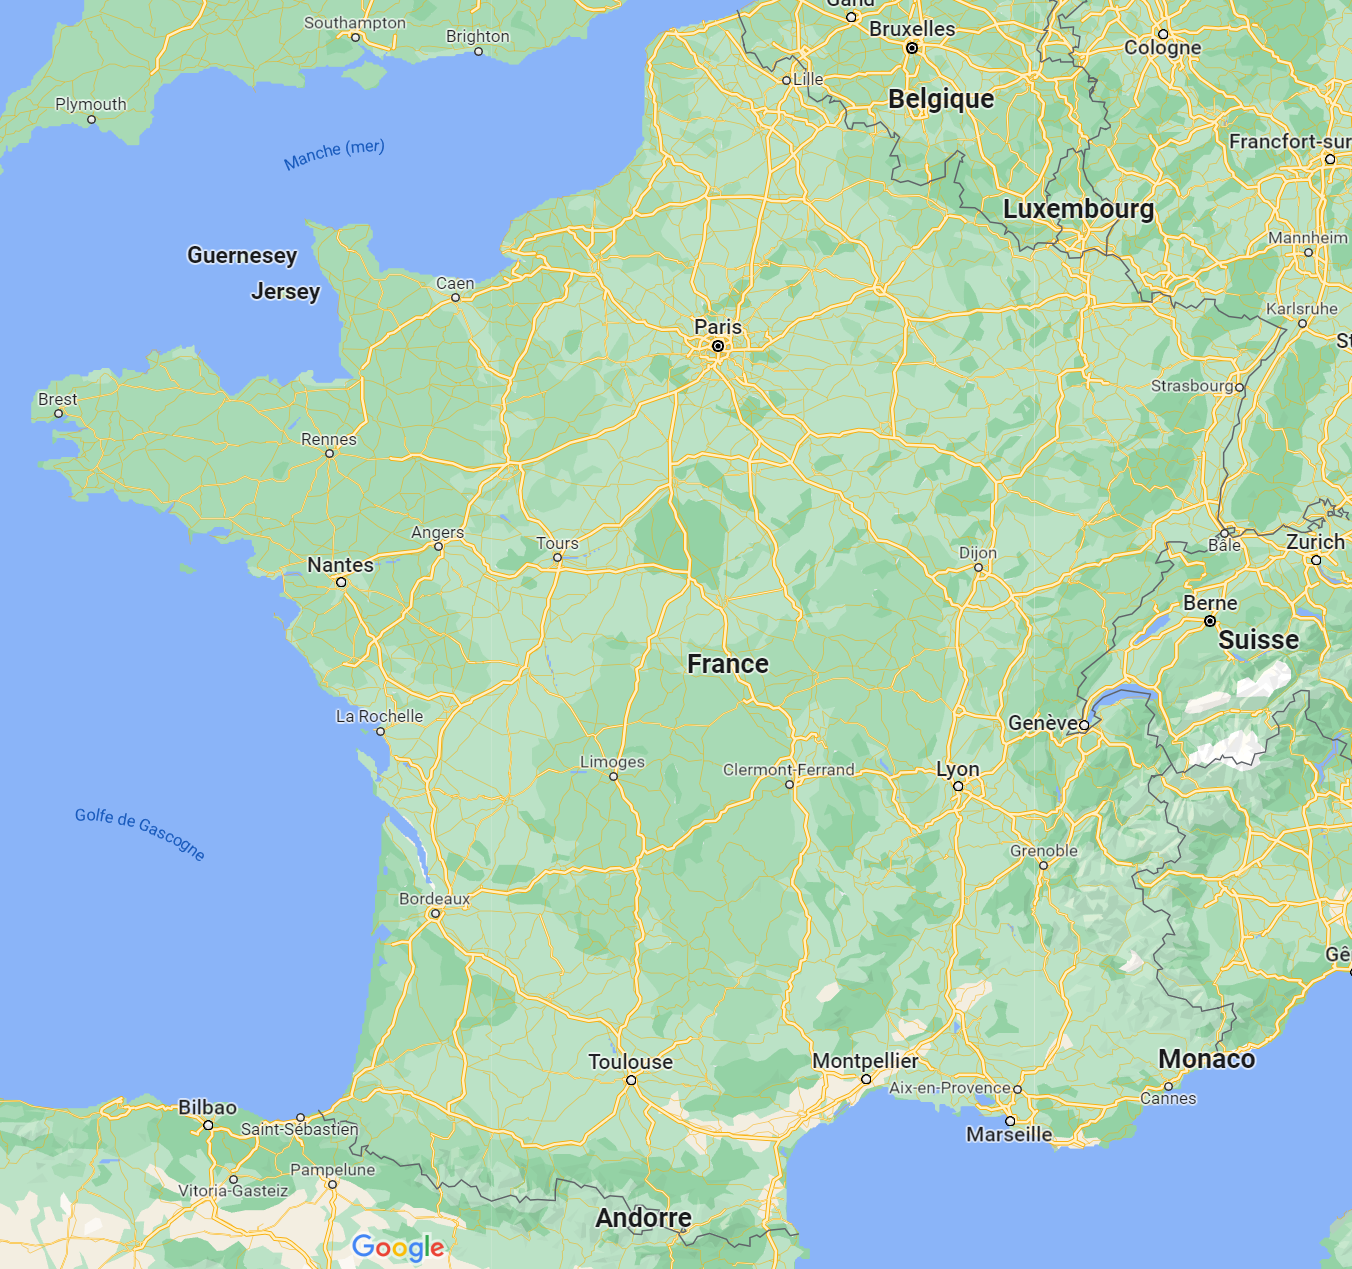 Gand
Southampton
Brighton
Bruxelles
Cologne
Lille
Belgique
Plymouth
Manche (mer)
Francfort-sur
Luxembourg
Mannheim
Guernesey
Jersey
Caen
Karlsruhe
Paris
St
Strasbourg
Brest
Rennes
Angers
Tours
Dijon
Bâle
Zurich
Nantes
Berne
Suisse
France
La Rochelle
Genève
Limoges
Clermont-Ferrand
Lyon
Golfe de Gascogne
Grenoble
Bordeaux
Gê
Toulouse
Montpellier
Monaco
Aix-en-Provence
Cannes
Bilbao
Saint-Sébastien
Marseille
Pampelune
Vitoria-Gasteiz
Andorre
Google